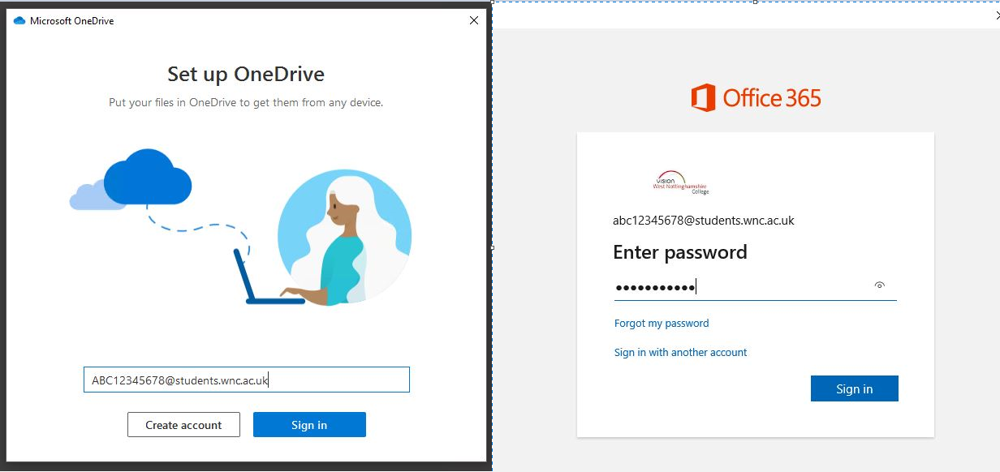 Microsoft OneDrive
Set up OneDrive
Put your files in OneDrive to get them from any device.
ABC12345678@students.wnc.ac.uk
Create account
Sign in
Office 365
vision
West Nottinghamshire
College
abc12345678@students.wnc.ac.uk
Enter password
Forgot my password
Sign in with another account
Sign in